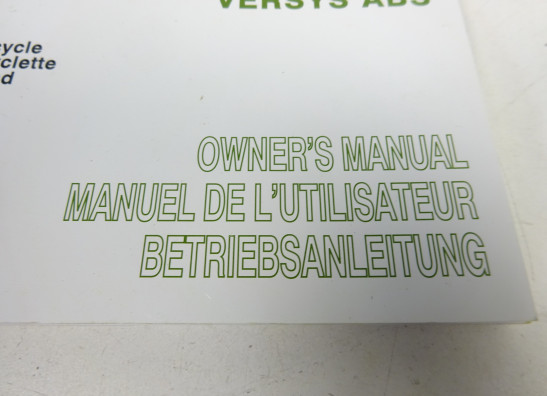 VERSYS ABS
ycle
clette
d
OWNER'S MANUAL
MANUEL DE L'UTILISATEUR
BETRIEBSANLEITUNG